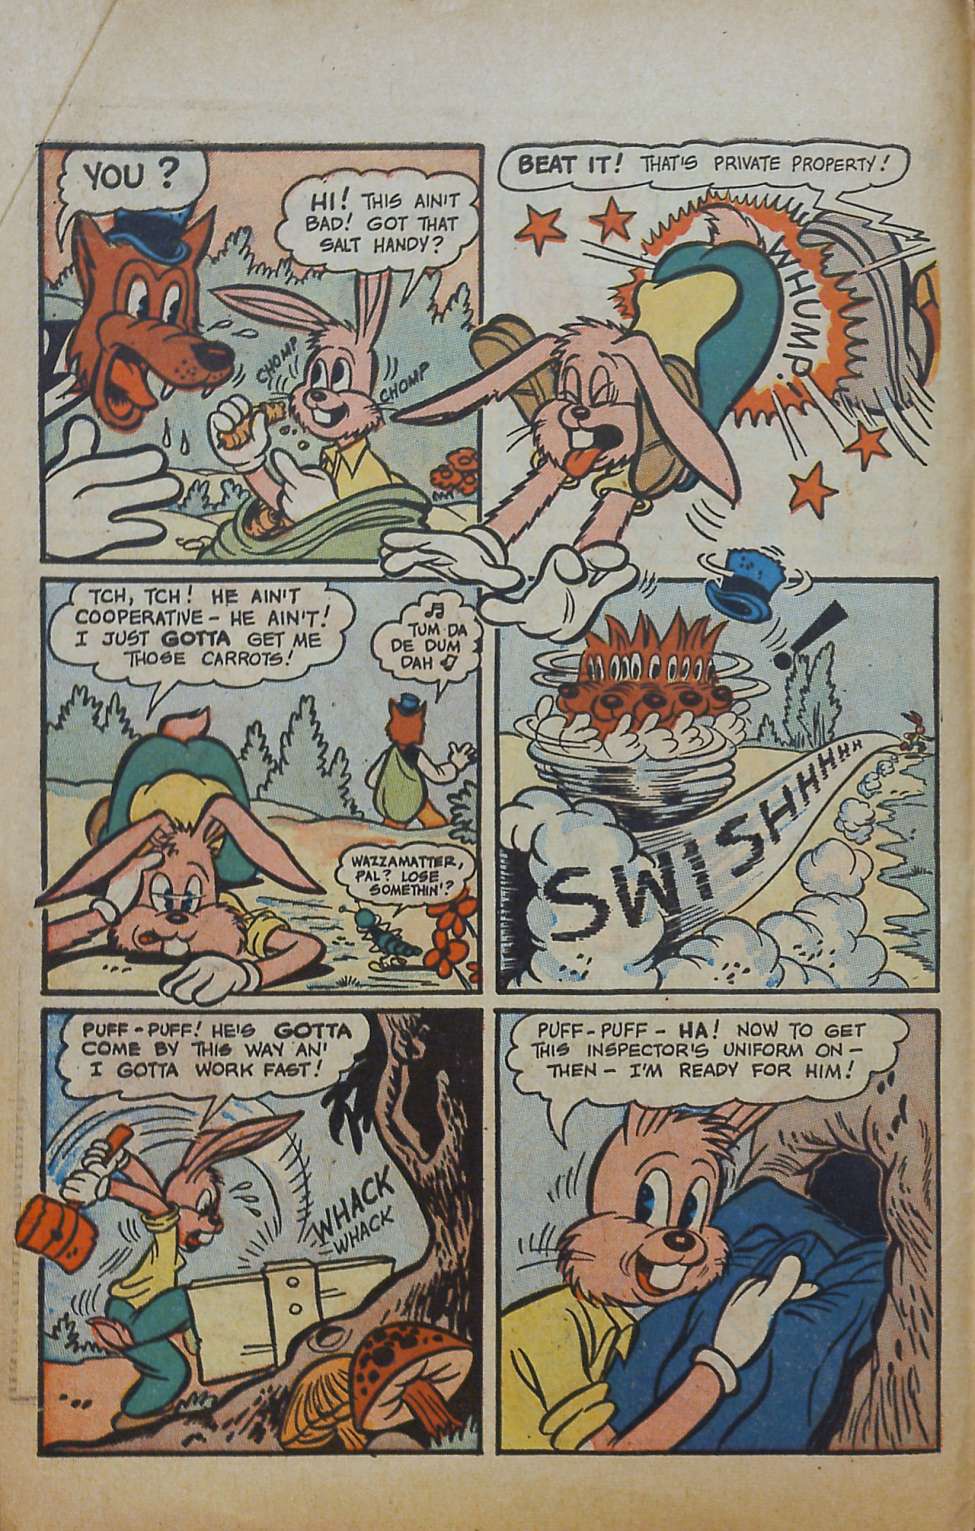 YOU?
HI! THIS AIN'T
BAD! GOT THAT
SALT HANDY?
CHOMP
CHOMP
BEAT IT! THAT'S PRIVATE PROPERTY!
WHUMP!
TCH, TCH! HE AIN'T
COOPERATIVE - HE AIN'T!
I JUST GOTTA GET ME
THOSE CARROTS!
TUM DA
DE DUM
DAH
WAZZAMATTER,
PAL? LOSE
SOMETHIN'?
!
SWISHHHHHH
PUFF-PUFF! HE'S GOTTA
COME BY THIS WAY AN'
I GOTTA WORK FAST!
WHACK
WHACK
PUFF-PUFF-HA! NOW TO GET
THIS INSPECTOR'S UNIFORM ON-
THEN- I'M READY FOR HIM!